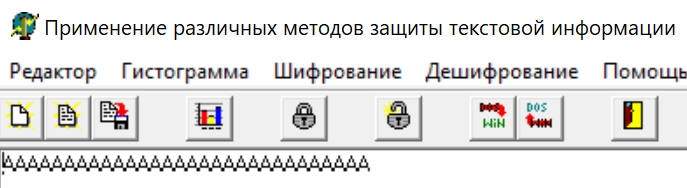 Применение различных методов защиты текстовой информации
Редактор Гистограмма Шифрование Дешифрование Помощь
DOS DOS
WIN WIN
АААААААААААААААААААААААААААААА